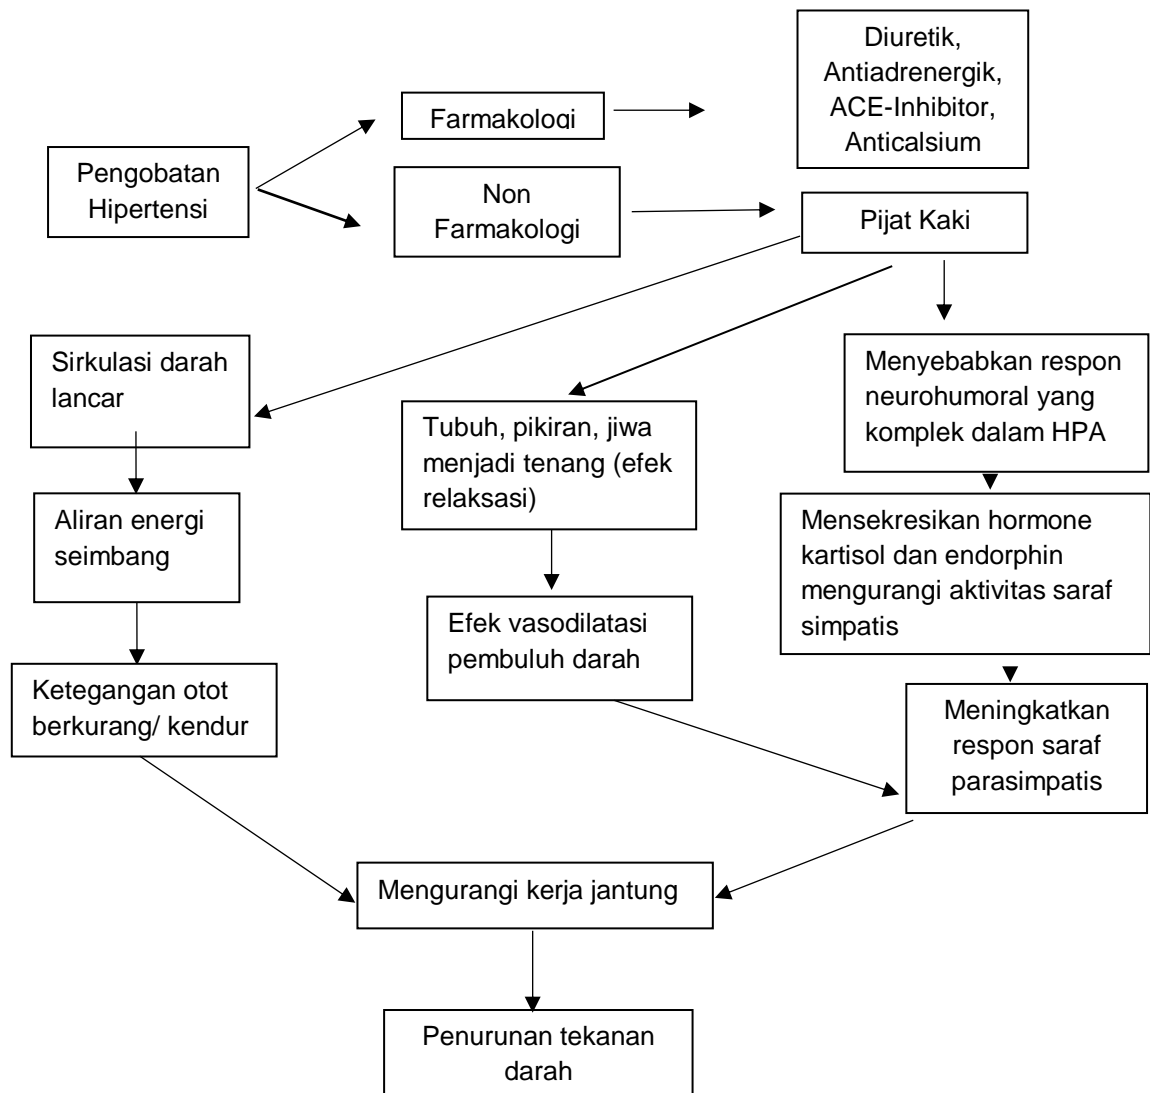 Diuretik,
Antiadrenergik,
ACE-Inhibitor,
Anticalsium
Farmakologi
Pengobatan
Hipertensi
Non
Farmakologi
Pijat Kaki
Sirkulasi darah
lancar
Menyebabkan respon
neurohumoral yang
komplek dalam HPA
Tubuh, pikiran, jiwa
menjadi tenang (efek
relaksasi)
Aliran energi
seimbang
Mensekresikan hormone
kartisol dan endorphin
mengurangi aktivitas saraf
simpatis
Efek vasodilatasi
pembuluh darah
Ketegangan otot
berkurang/ kendur
Meningkatkan
respon saraf
parasimpatis
Mengurangi kerja jantung
Penurunan tekanan
darah